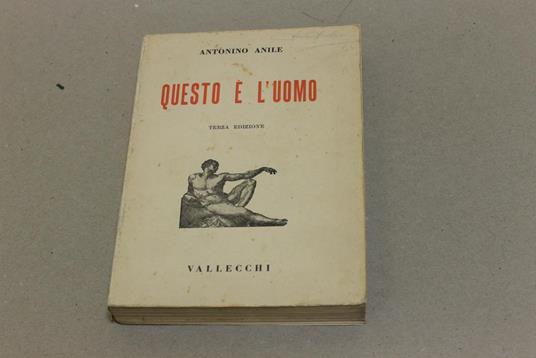 ANTONINO ANILE
QUESTO È L'UOMO
TERZA EDIZIONE
VALLECCHI